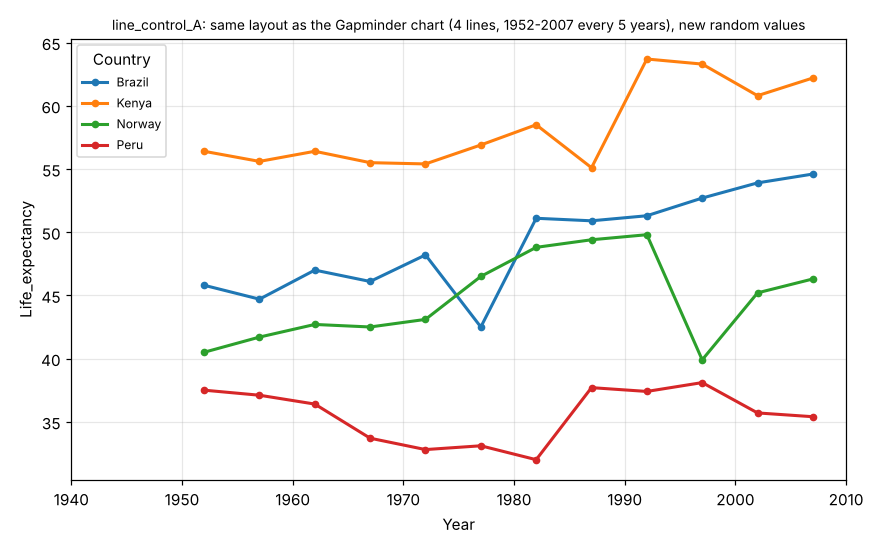 line_control_A: same layout as the Gapminder chart (4 lines, 1952-2007 every 5 years), new random values
Country
Brazil
Kenya
Norway
Peru
65
60
55
50
45
40
35
Life_expectancy
1940
1950
1960
1970
1980
1990
2000
2010
Year